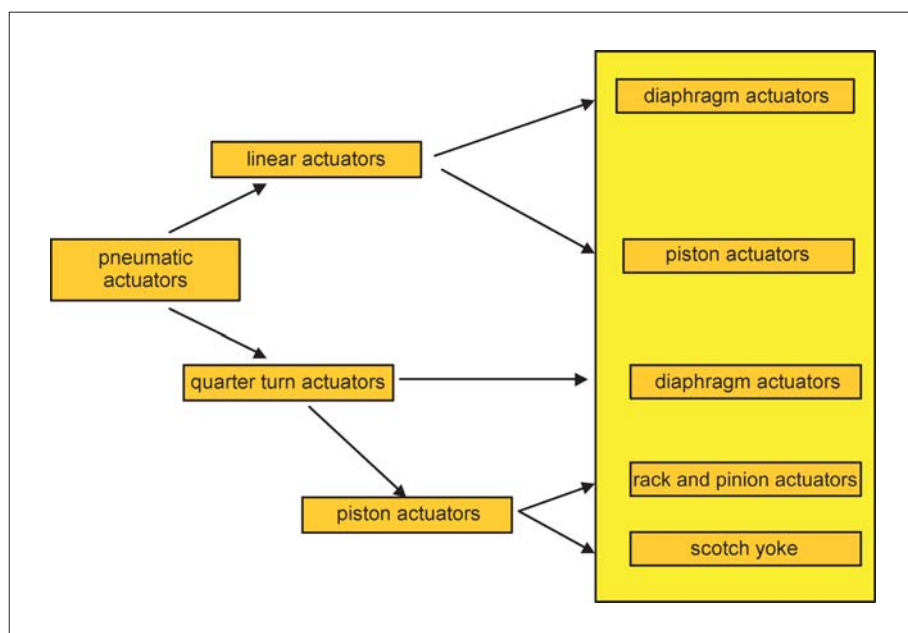 diaphragm actuators
linear actuators
pneumatic
actuators
piston actuators
quarter turn actuators
diaphragm actuators
rack and pinion actuators
piston actuators
scotch yoke